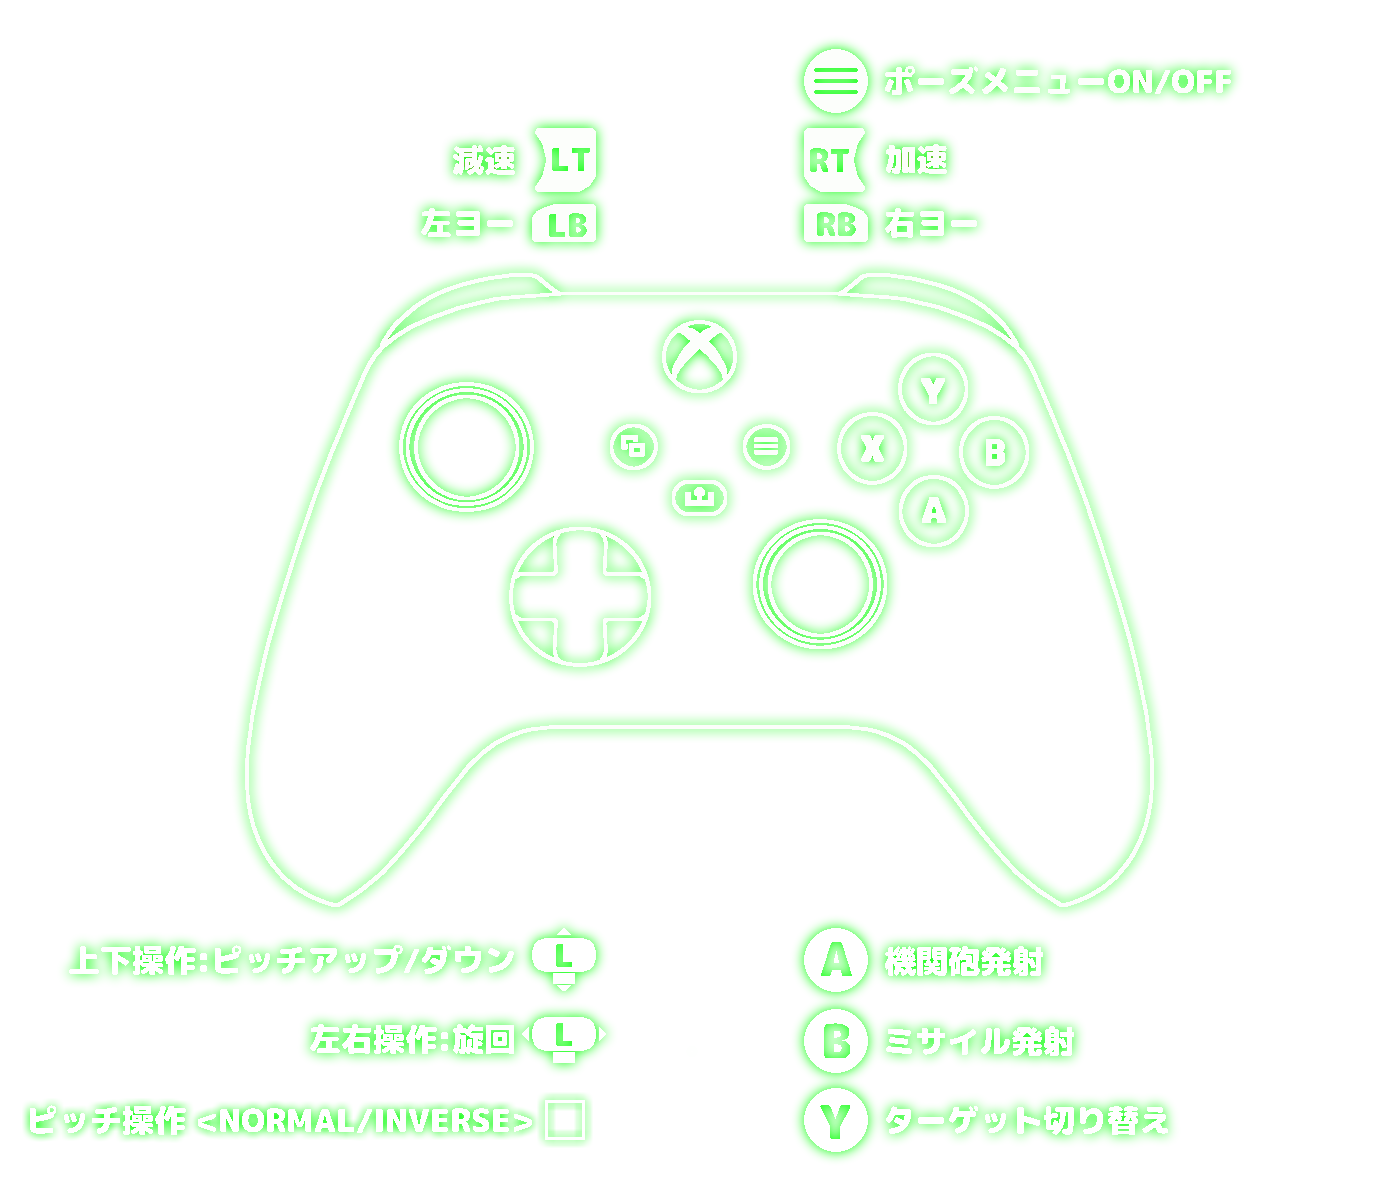 ポーズメニューON/OFF
減速 LT
RT 加速
左ヨー LB
RB 右ヨー
Y
X
B
A
上下操作:ピッチアップ/ダウン L
A 機関砲発射
左右操作:旋回 L
B ミサイル発射
ピッチ操作 <NORMAL/INVERSE>
Y ターゲット切り替え